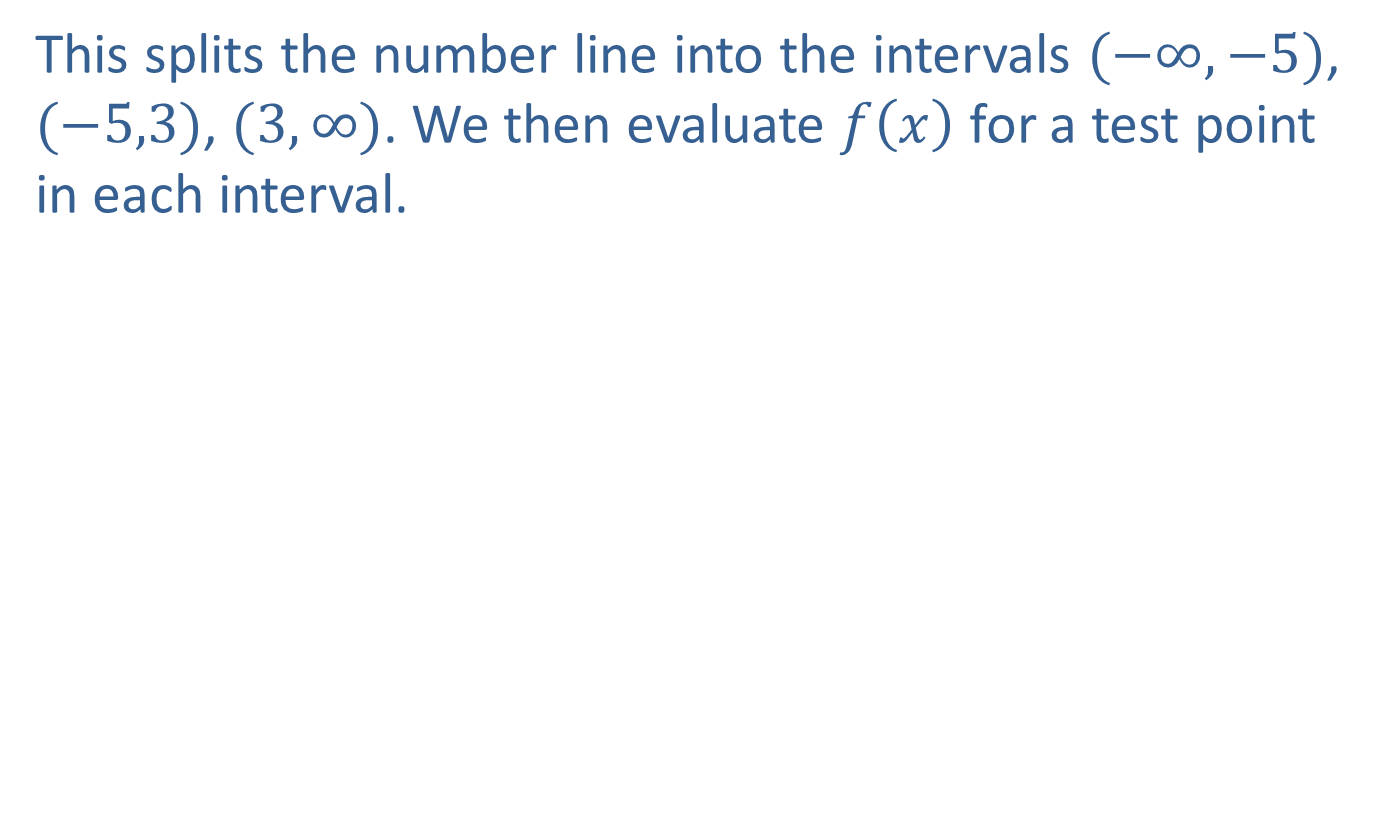 This splits the number line into the intervals (−∞, −5),
(−5,3), (3, ∞). We then evaluate f(x) for a test point
in each interval.